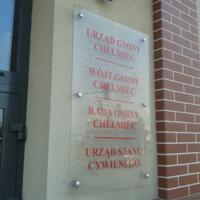 URZĄD GMINY
CHEŁMIEC
WÓJT GMINY
CHEŁMIEC
RADA GMINY
CHEŁMIEC
URZĄD STANU
CYWILNEGO